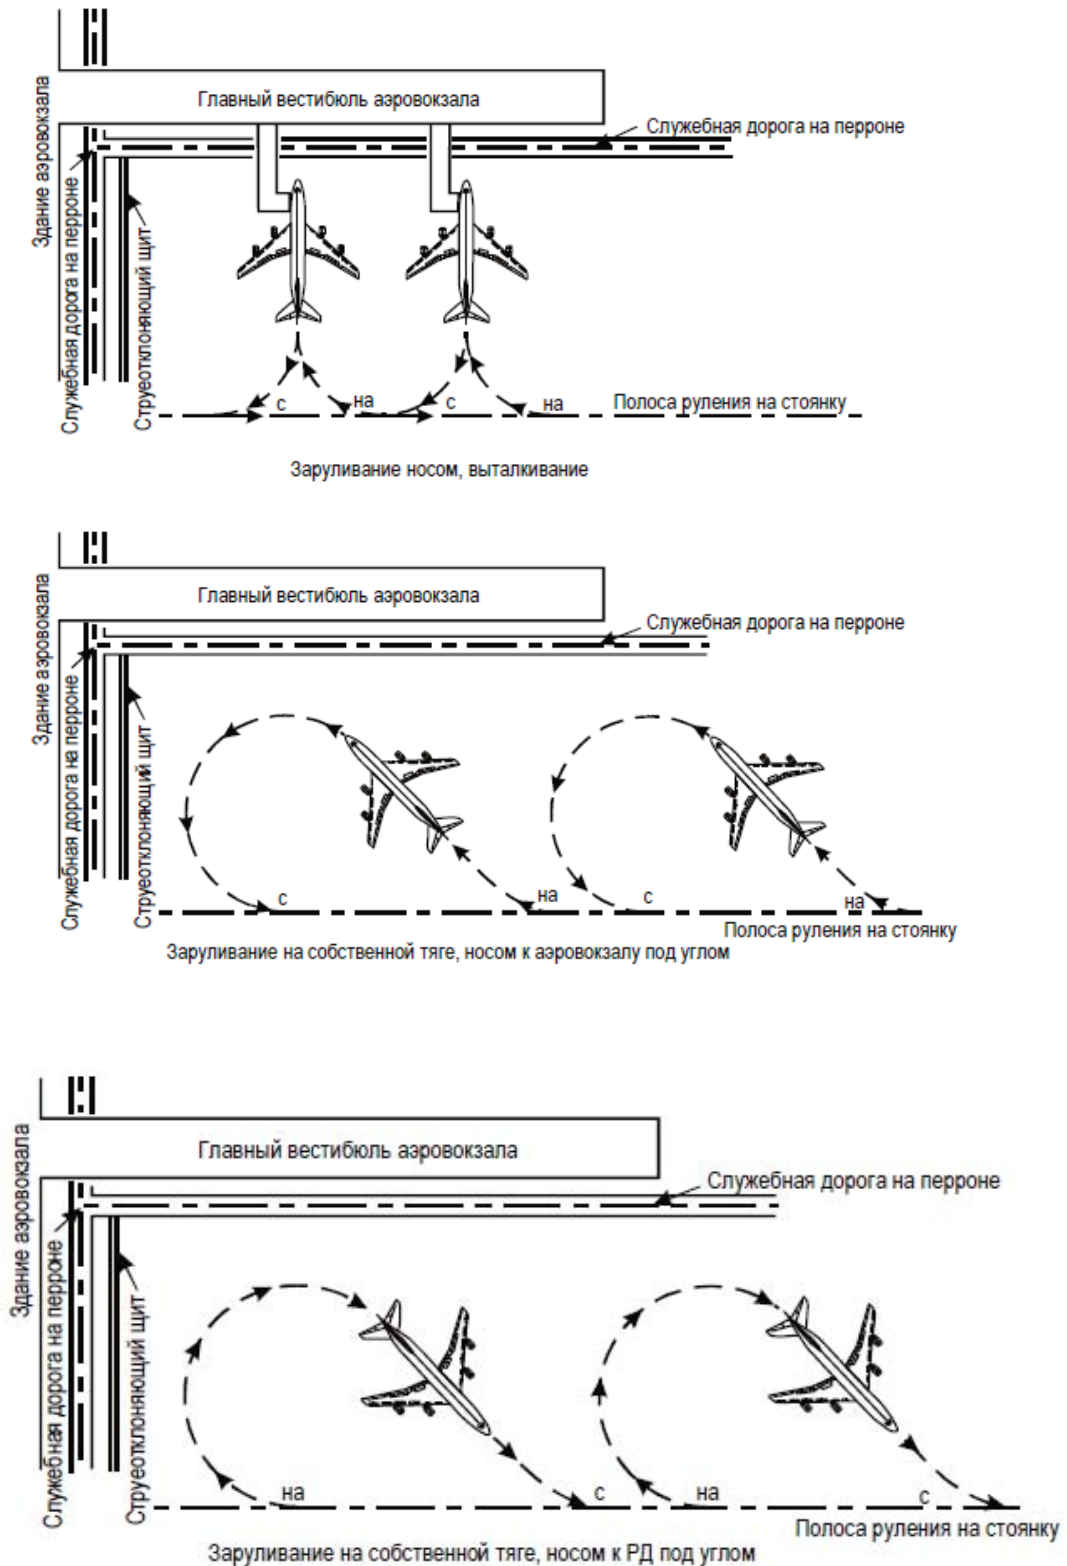 Главный вестибюль аэровокзала
Служебная дорога на перроне
Здание аэровокзала
Служебная дорога на перроне
Струеотклоняющий щит
с
на
с
на
Полоса руления на стоянку
Заруливание носом, выталкивание
Главный вестибюль аэровокзала
Служебная дорога на перроне
Здание аэровокзала
Служебная дорога на перроне
Струеотклоняющий щит
с
на
с
на
Полоса руления на стоянку
Заруливание на собственной тяге, носом к аэровокзалу под углом
Главный вестибюль аэровокзала
Служебная дорога на перроне
Здание аэровокзала
Служебная дорога на перроне
Струеотклоняющий щит
на
с
на
с
Полоса руления на стоянку
Заруливание на собственной тяге, носом к РД под углом